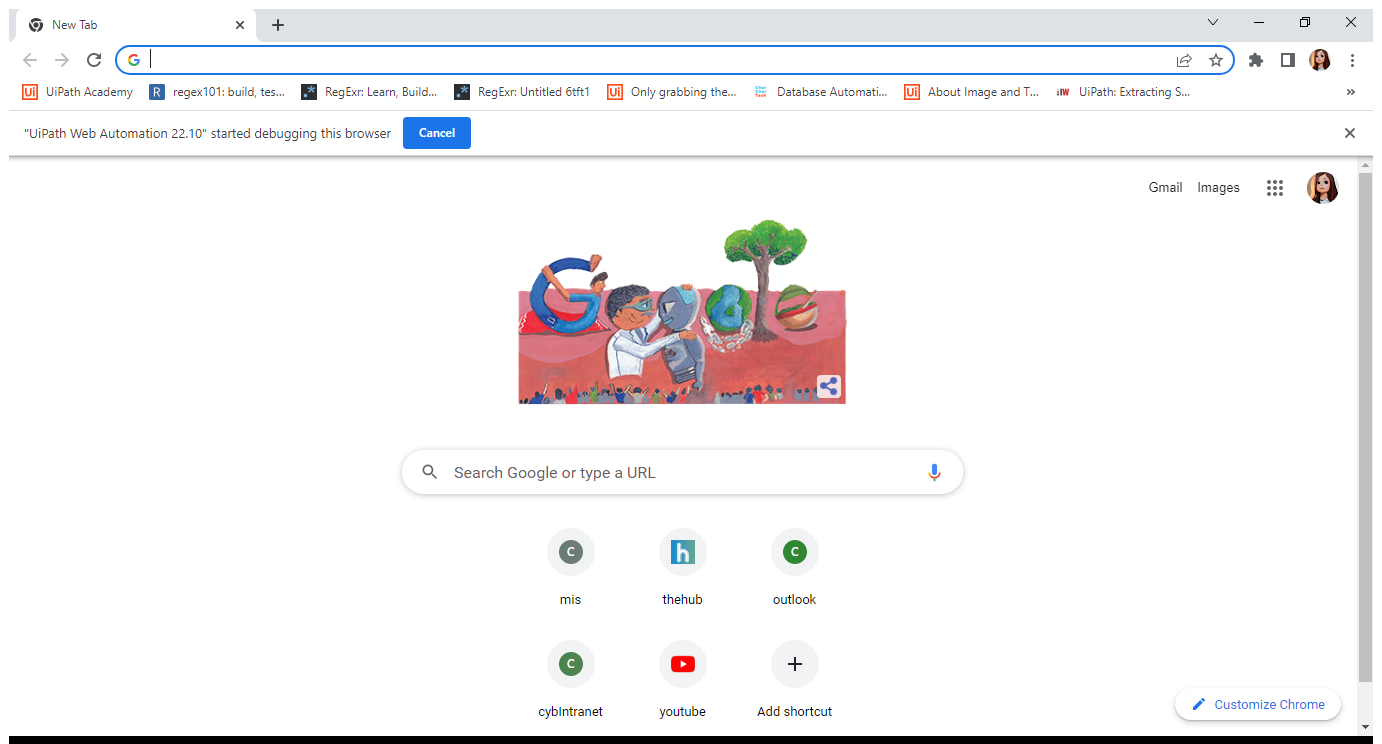 New Tab
UiPath Academy
regex101: build, tes...
RegExr: Learn, Build...
RegExr: Untitled 6tft1
Only grabbing the...
Database Automati...
About Image and T...
UiPath: Extracting S...
"UiPath Web Automation 22.10" started debugging this browser
Cancel
Gmail Images
Search Google or type a URL
mis
thehub
outlook
cybIntranet
youtube
Add shortcut
Customize Chrome